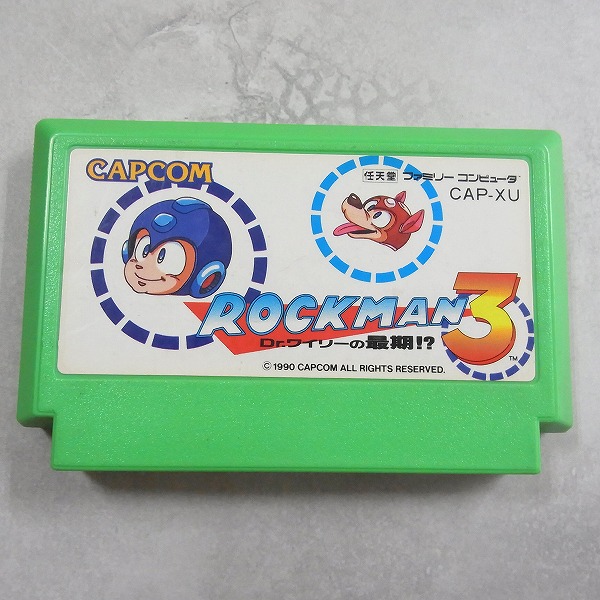 CAPCOM
任天堂 ファミリー コンピュータ
CAP-XU
ROCKMAN 3
Dr.ワイリーの最期!?
TM
© 1990 CAPCOM ALL RIGHTS RESERVED.